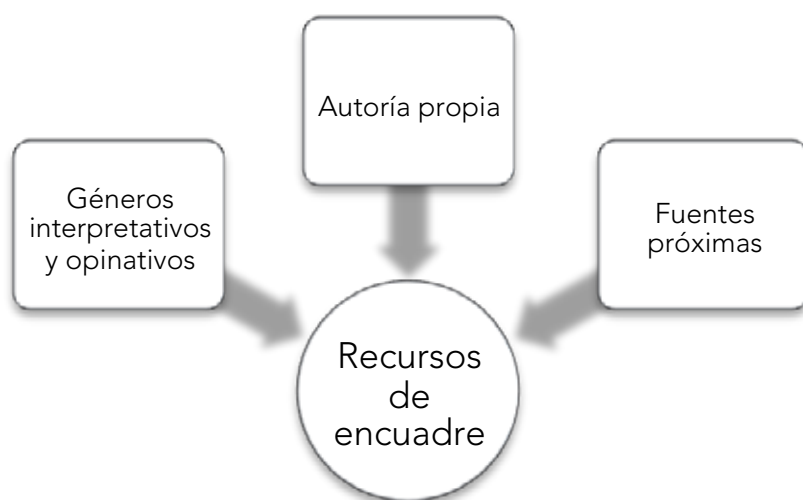 Autoría propia
Géneros
interpretativos
y opinativos
Fuentes
próximas
Recursos
de
encuadre